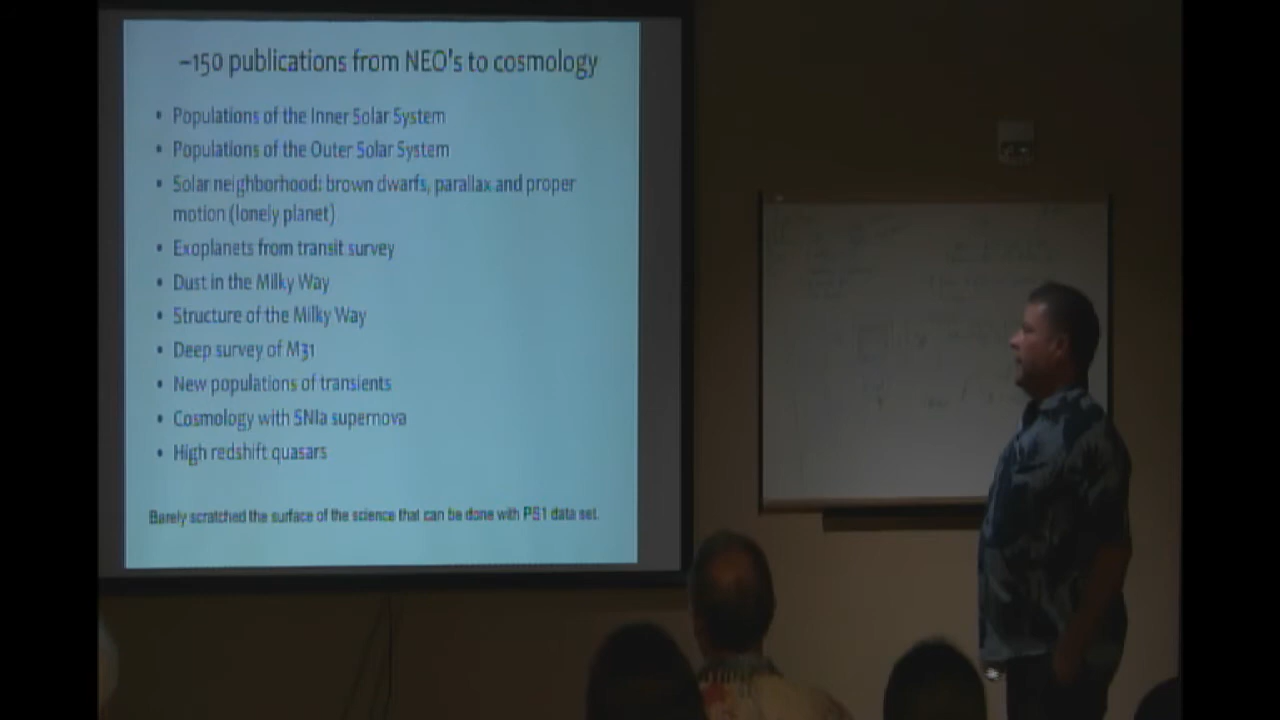 ~150 publications from NEO's to cosmology
• Populations of the Inner Solar System
• Populations of the Outer Solar System
• Solar neighborhood: brown dwarfs, parallax and proper
motion (lonely planet)
• Exoplanets from transit survey
• Dust in the Milky Way
• Structure of the Milky Way
• Deep survey of M31
• New populations of transients
• Cosmology with SNIa supernova
• High redshift quasars
Barely scratched the surface of the science that can be done with PS1 data set.